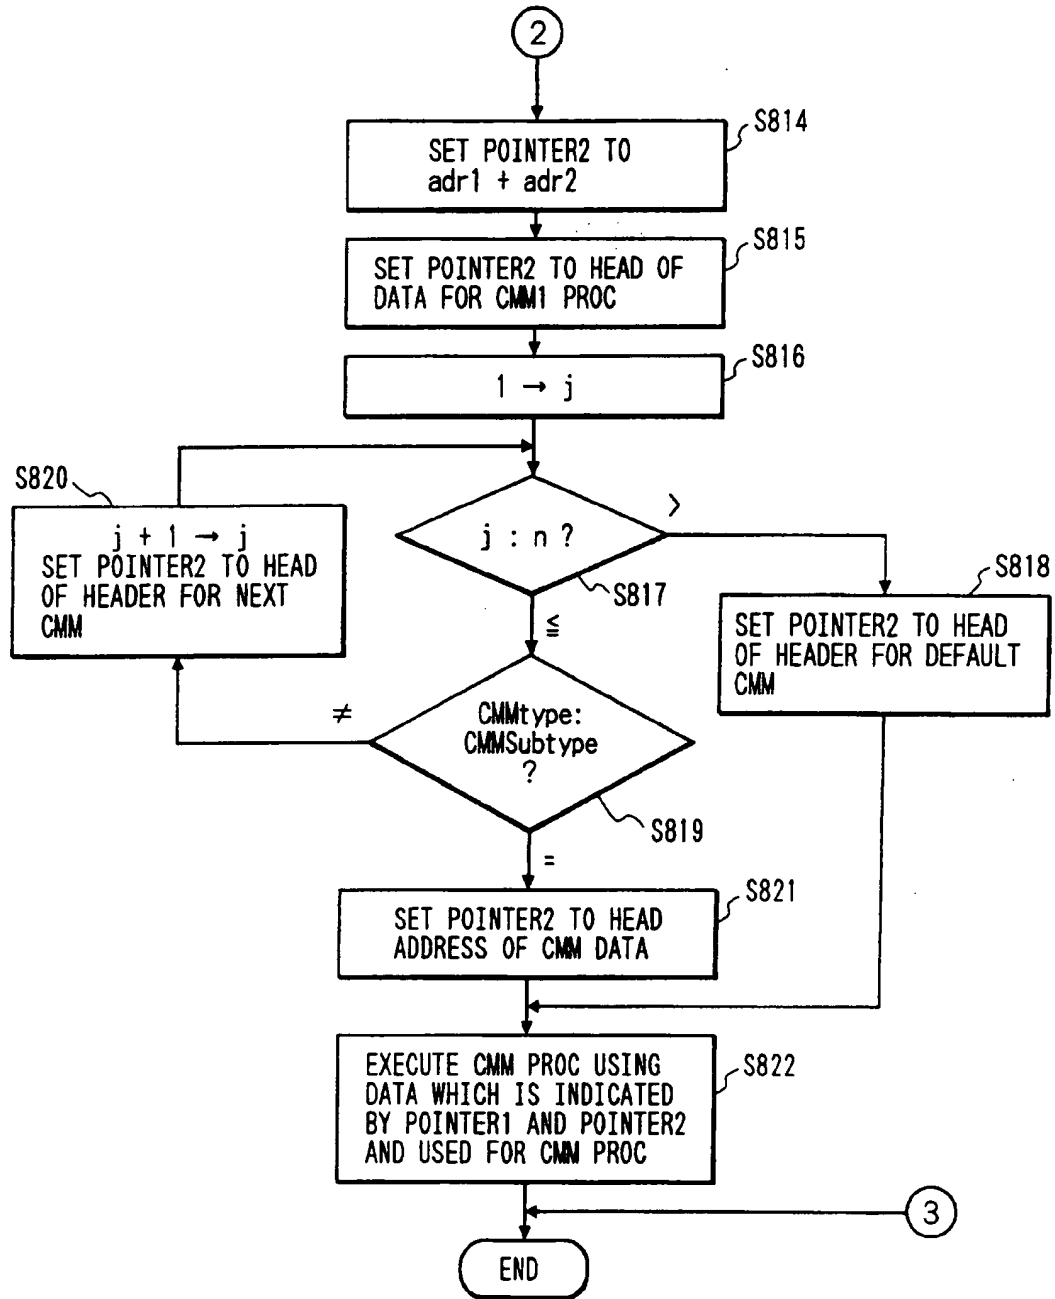 2
S814
SET POINTER2 TO
adr1 + adr2
S815
SET POINTER2 TO HEAD OF
DATA FOR CMM1 PROC
S816
1 → j
S820
j + 1 → j
SET POINTER2 TO HEAD
OF HEADER FOR NEXT
CMM
j : n ?
>
S817
≦
S818
SET POINTER2 TO HEAD
OF HEADER FOR DEFAULT
CMM
≠
CMMtype:
CMMSubtype
?
S819
=
S821
SET POINTER2 TO HEAD
ADDRESS OF CMM DATA
S822
EXECUTE CMM PROC USING
DATA WHICH IS INDICATED
BY POINTER1 AND POINTER2
AND USED FOR CMM PROC
3
END